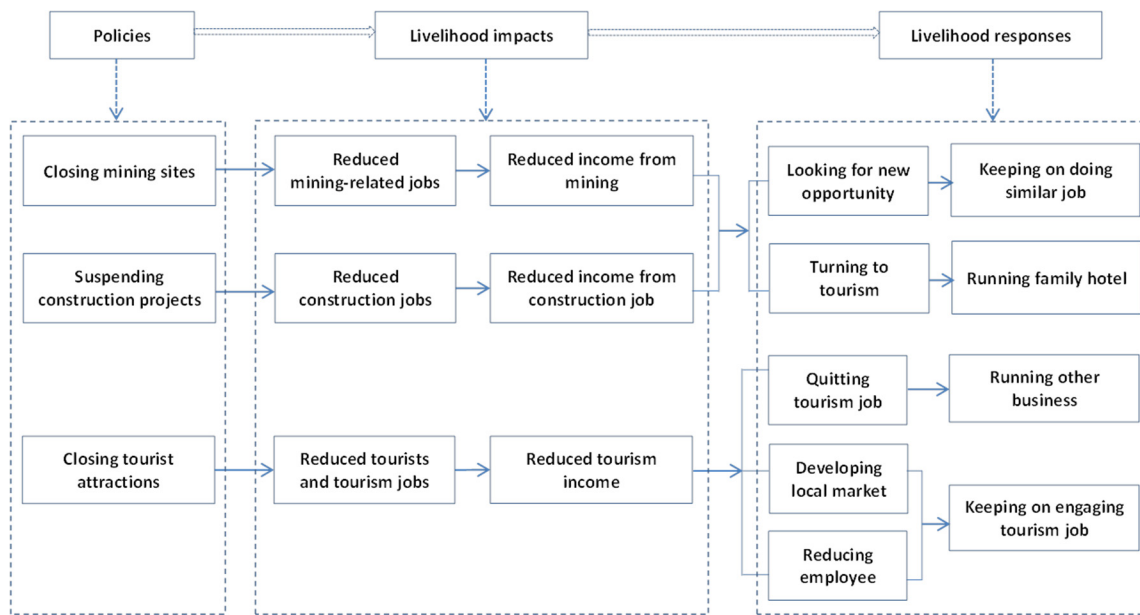 Policies
Livelihood impacts
Livelihood responses
Closing mining sites
Reduced
mining-related jobs
Reduced income from
mining
Looking for new
opportunity
Keeping on doing
similar job
Suspending
construction projects
Reduced
construction jobs
Reduced income from
construction job
Turning to
tourism
Running family hotel
Quitting
tourism job
Running other
business
Closing tourist
attractions
Reduced tourists
and tourism jobs
Reduced tourism
income
Developing
local market
Keeping on engaging
tourism job
Reducing
employee